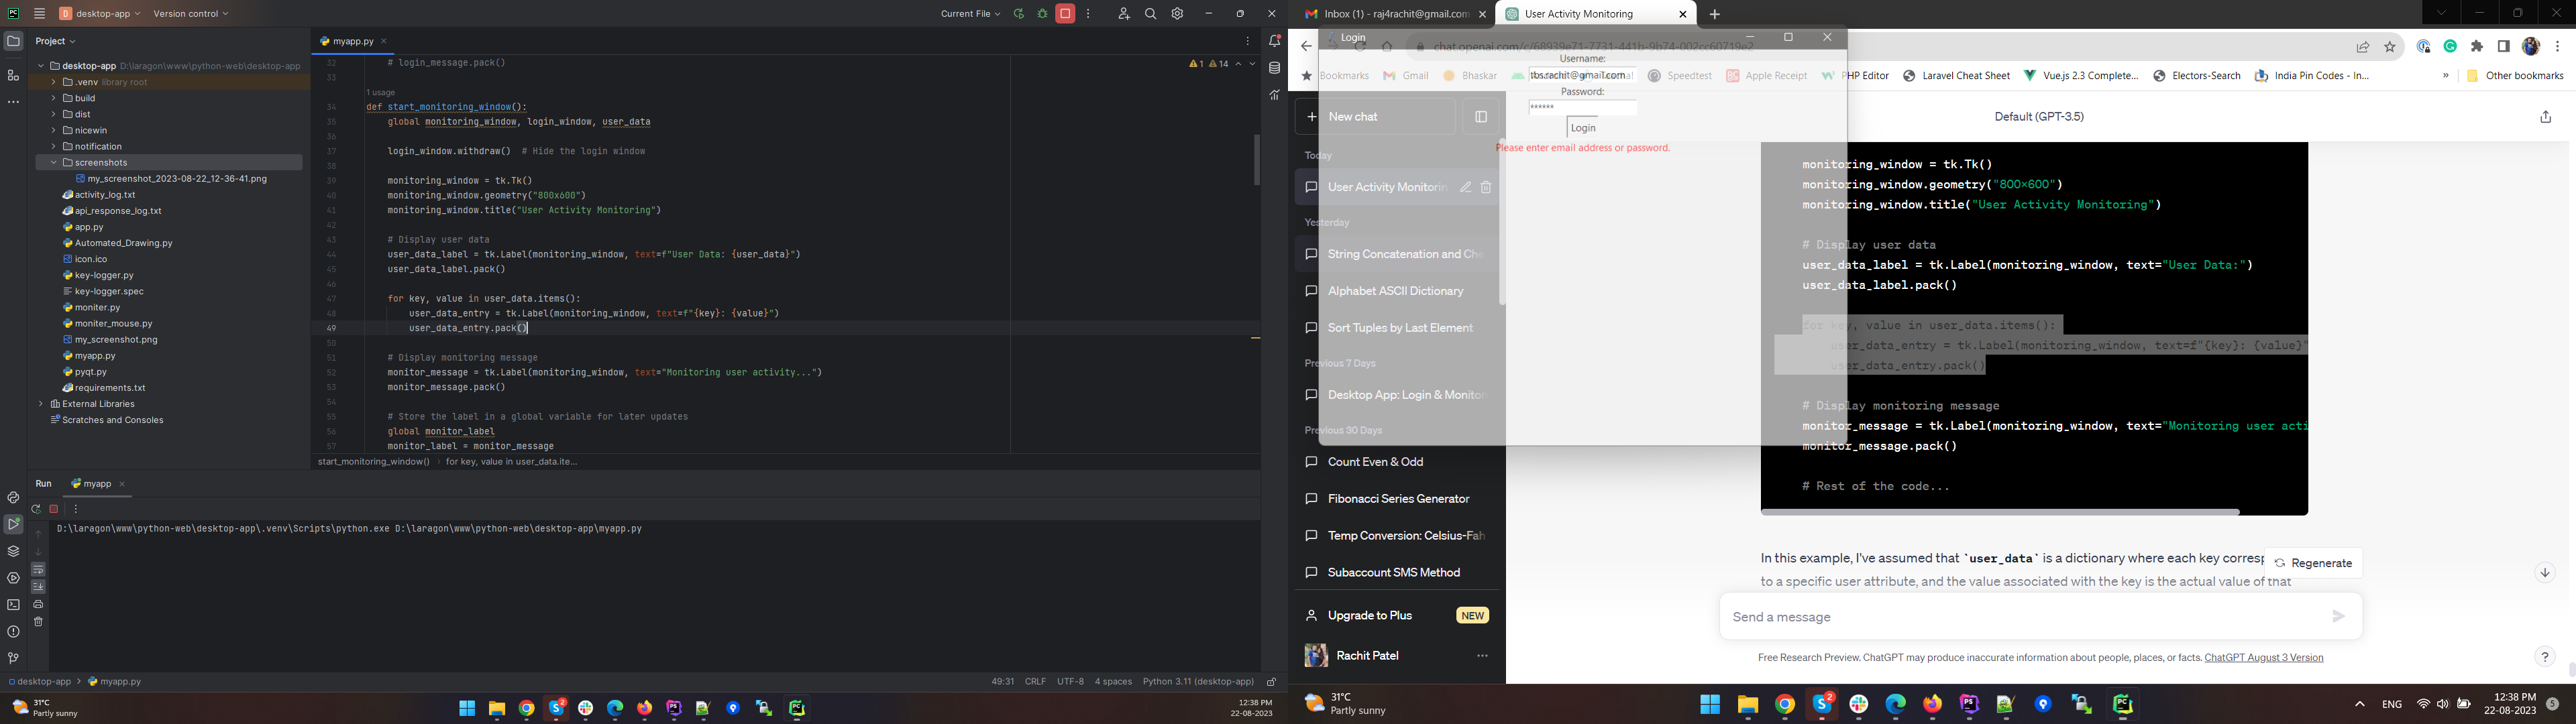 desktop-app
Version control
Current File
Project
myapp.py
desktop-app D:\laragon\www\python-web\desktop-app
.venv library root
build
dist
nicewin
notification
screenshots
my_screenshot_2023-08-22_12-36-41.png
activity_log.txt
api_response_log.txt
app.py
Automated_Drawing.py
icon.ico
key-logger.py
key-logger.spec
moniter.py
moniter_mouse.py
my_screenshot.png
myapp.py
pyqt.py
requirements.txt
External Libraries
Scratches and Consoles
1 14
32 # login_message.pack()
33
1 usage
34 def start_monitoring_window():
35 global monitoring_window, login_window, user_data
36
37 login_window.withdraw() # Hide the login window
38
39 monitoring_window = tk.Tk()
40 monitoring_window.geometry("800x600")
41 monitoring_window.title("User Activity Monitoring")
42
43 # Display user data
44 user_data_label = tk.Label(monitoring_window, text=f"User Data: {user_data}")
45 user_data_label.pack()
46
47 for key, value in user_data.items():
48 user_data_entry = tk.Label(monitoring_window, text=f"{key}: {value}")
49 user_data_entry.pack()
50
51 # Display monitoring message
52 monitor_message = tk.Label(monitoring_window, text="Monitoring user activity...")
53 monitor_message.pack()
54
55 # Store the label in a global variable for later updates
56 global monitor_label
57 monitor_label = monitor_message
start_monitoring_window() for key, value in user_data.ite...
Run myapp
D:\laragon\www\python-web\desktop-app\.venv\Scripts\python.exe D:\laragon\www\python-web\desktop-app\myapp.py
desktop-app > myapp.py
49:31 CRLF UTF-8 4 spaces Python 3.11 (desktop-app)
31°C
Partly sunny
12:38 PM
22-08-2023
Inbox (1) - raj4rachit@gmail.com
User Activity Monitoring
chat.openai.com/c/68939e71-7731-441b-9b74-002cc60719e2
Bookmarks Gmail Bhaskar Speedtest Apple Receipt PHP Editor Laravel Cheat Sheet Vue.js 2.3 Complete... Electors-Search India Pin Codes - In... » Other bookmarks
Login
Username:
sbs.rachit@gmail.com
Password:
******
Login
Please enter email address or password.
New chat
Today
User Activity Monitorin
Yesterday
String Concatenation and Che
Alphabet ASCII Dictionary
Sort Tuples by Last Element
Previous 7 Days
Desktop App: Login & Monitor
Previous 30 Days
Count Even & Odd
Fibonacci Series Generator
Temp Conversion: Celsius-Fah
Subaccount SMS Method
Upgrade to Plus NEW
Rachit Patel
Default (GPT-3.5)
monitoring_window = tk.Tk()
monitoring_window.geometry("800x600")
monitoring_window.title("User Activity Monitoring")
# Display user data
user_data_label = tk.Label(monitoring_window, text="User Data:")
user_data_label.pack()
for key, value in user_data.items():
user_data_entry = tk.Label(monitoring_window, text=f"{key}: {value}"
user_data_entry.pack()
# Display monitoring message
monitor_message = tk.Label(monitoring_window, text="Monitoring user acti
monitor_message.pack()
# Rest of the code...
In this example, I've assumed that `user_data` is a dictionary where each key corresp
to a specific user attribute, and the value associated with the key is the actual value of that
Regenerate
Send a message
Free Research Preview. ChatGPT may produce inaccurate information about people, places, or facts. ChatGPT August 3 Version
?
31°C
Partly sunny
ENG
12:38 PM
22-08-2023
5